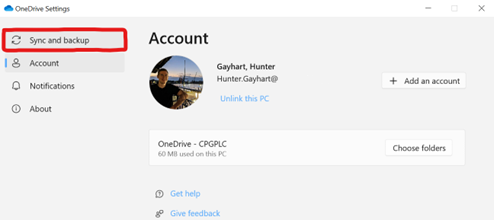 OneDrive Settings
Sync and backup
Account
Notifications
About
Account
Gayhart, Hunter
Hunter.Gayhart@
Unlink this PC
+ Add an account
OneDrive - CPGPLC
60 MB used on this PC
Choose folders
Get help
Give feedback